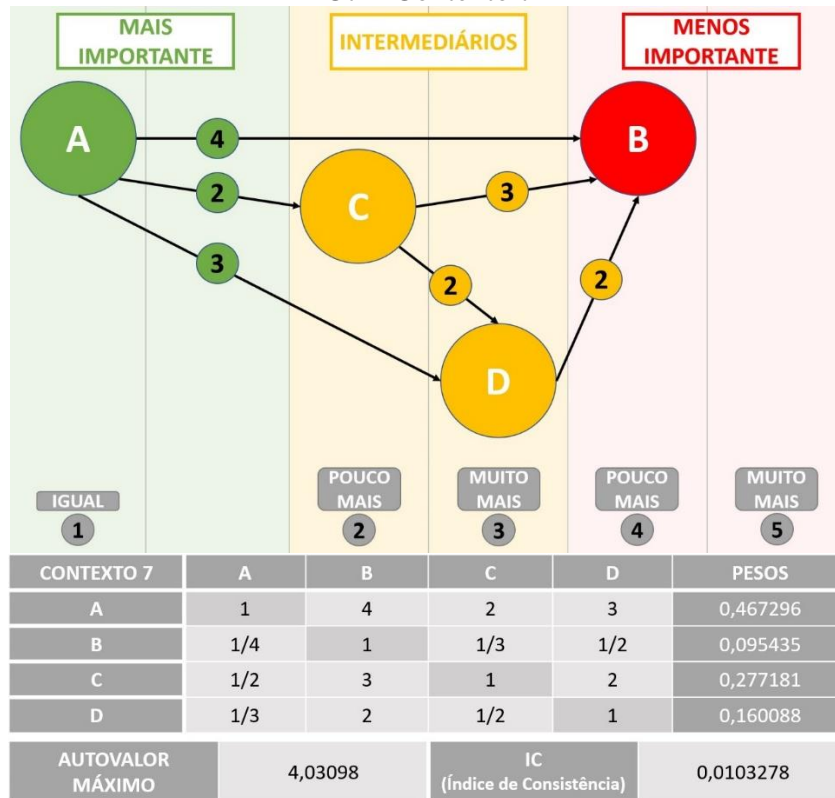 MAIS
IMPORTANTE
INTERMEDIÁRIOS
MENOS
IMPORTANTE
A
4
B
2
C
3
3
2
2
D
IGUAL
1
POUCO
MAIS
2
MUITO
MAIS
3
POUCO
MAIS
4
MUITO
MAIS
5
CONTEXTO 7 A B C D PESOS
A 1 4 2 3 0,467296
B 1/4 1 1/3 1/2 0,095435
C 1/2 3 1 2 0,277181
D 1/3 2 1/2 1 0,160088
AUTOVALOR
MÁXIMO
4,03098
IC
(Índice de Consistência)
0,0103278